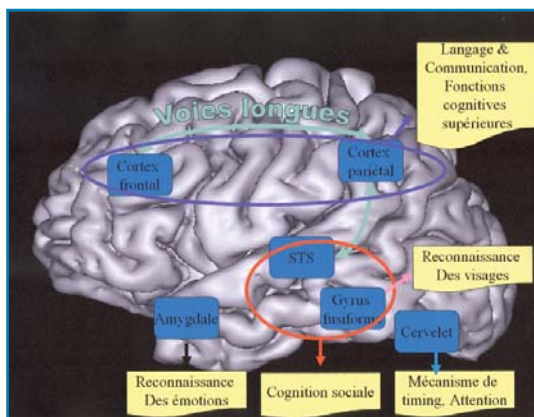 Langage &
Communication,
Fonctions
cognitives
supérieures
Voies longues
Cortex
frontal
Cortex
pariétal
STS
Reconnaissance
Des visages
Gyrus
fusiforme
Amygdale
Cervelet
Reconnaissance
Des émotions
Cognition sociale
Mécanisme de
timing, Attention